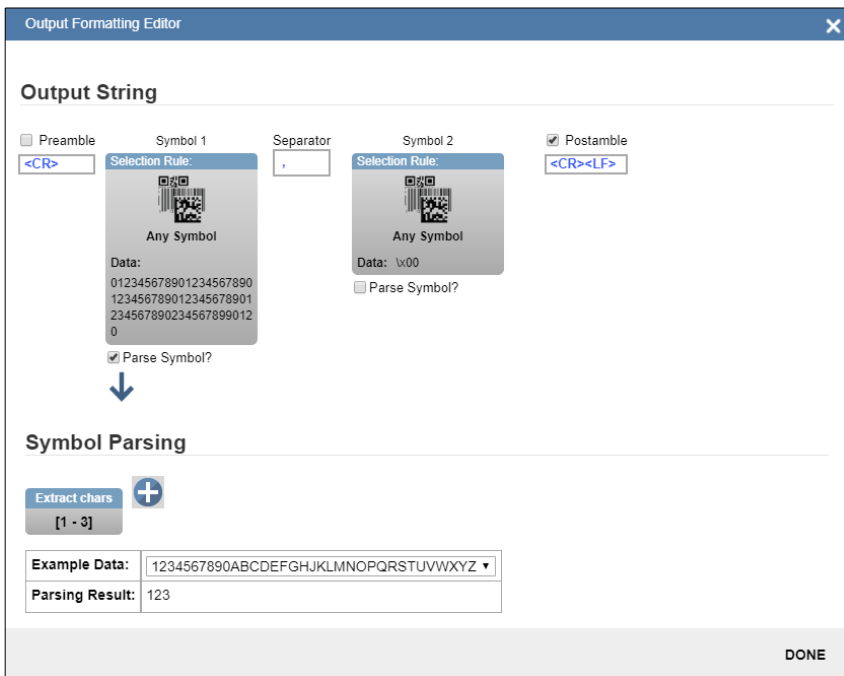 Output Formatting Editor
Output String
Preamble
Symbol 1
Separator
Symbol 2
Postamble
<CR>
Selection Rule:
,
Selection Rule:
<CR><LF>
Any Symbol
Any Symbol
Data:
Data: \x00
01234567890123456789​0
12345678901234567890​1
23456789023456789901​2
0
Parse Symbol?
Parse Symbol?
Symbol Parsing
Extract chars
[1 - 3]
Example Data: 1234567890ABCDEFGHJKLMNOPQRSTUVWXYZ
Parsing Result: 123
DONE